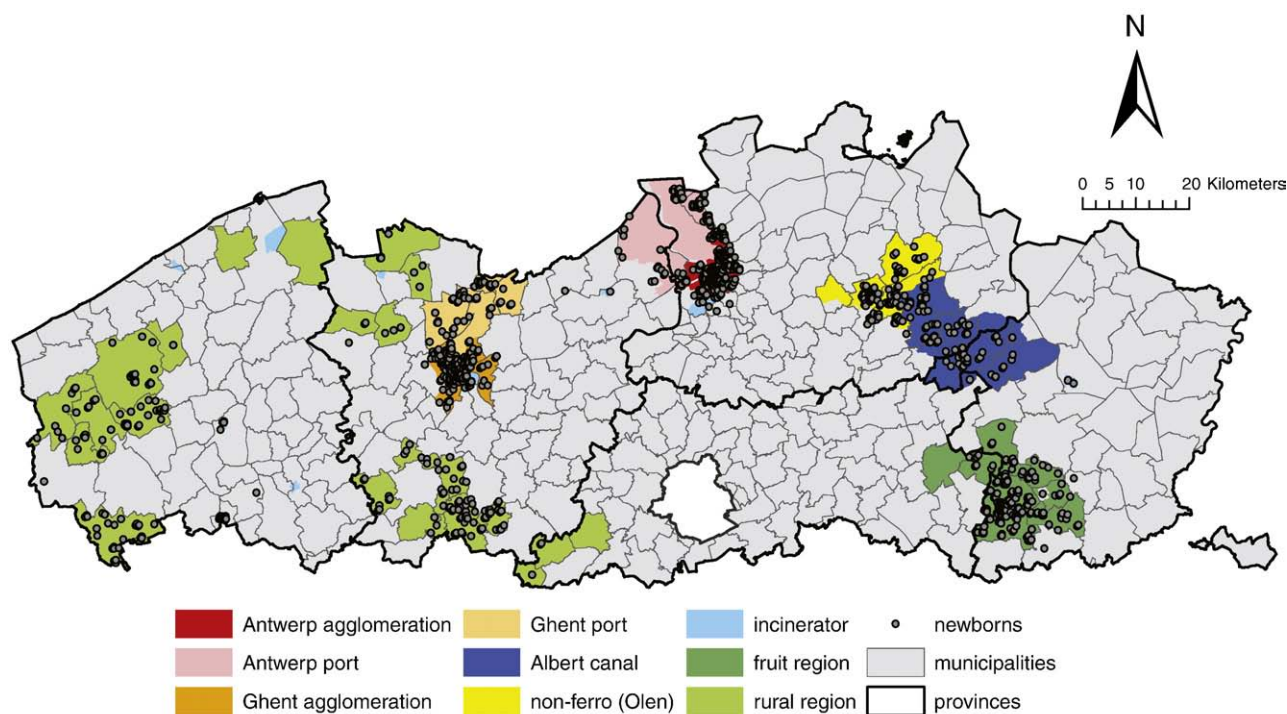 N
0 5 10 20 Kilometers
Antwerp agglomeration Ghent port incinerator newborns
Antwerp port Albert canal fruit region municipalities
Ghent agglomeration non-ferro (Olen) rural region provinces